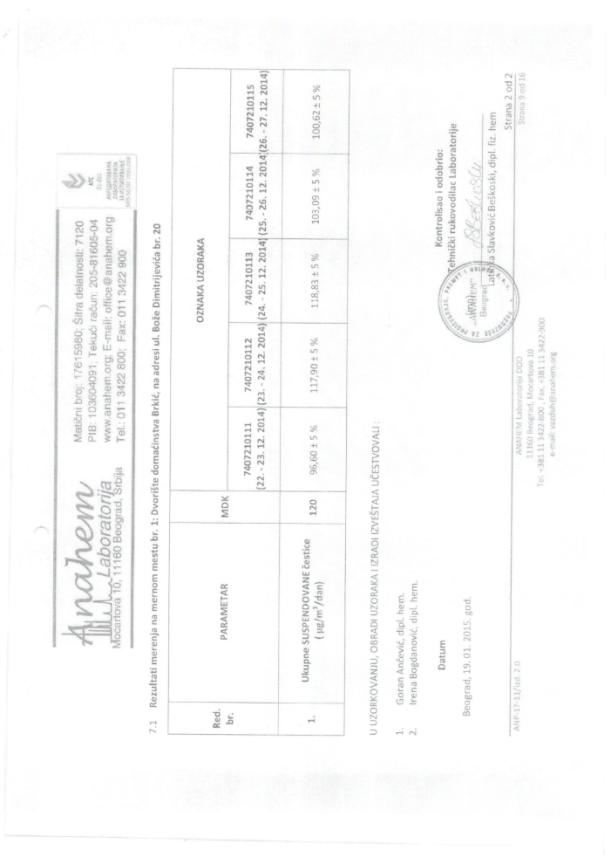 Anahem
Laboratorija
Mocartova 10, 11160 Beograd, Srbija
Matični broj: 17615980; Šifra delatnosti: 7120
PIB: 103604091; Tekući račun: 205-81605-04
www.anahem.org; E-mail: office@anahem.org
Tel.: 011 3422 800; Fax: 011 3422 900
АТС
7.1 Rezultati merenja na mernom mestu br. 1: Dvorište domaćinstva Brkić, na adresi ul. Bože Dimitrijevića br. 20
Red. br.
PARAMETAR
MDK
OZNAKA UZORAKA
7407210111 7407210112 7407210113 7407210114 7407210115
(22. - 23. 12. 2014) (23. - 24. 12. 2014) (24. - 25. 12. 2014) (25. - 26. 12. 2014) (26. - 27. 12. 2014)
1. Ukupne SUSPENDOVANE čestice 120 96,60 ± 5 % 117,90 ± 5 % 118,83 ± 5 % 103,09 ± 5 % 100,62 ± 5 %
( µg/m³/dan)
U UZORKOVANJU, OBRADI UZORAKA I IZRADI IZVEŠTAJA UČESTVOVALI :
1. Goran Ančević, dipl. hem.
2. Irena Bogdanović, dipl. hem.
Datum
Beograd, 19. 01. 2015. god.
Kontrolisao i odobrio:
Tehnički rukovodilac Laboratorije
"ANAHEM"
Beograd
Slavković Beškoski, dipl. fiz. hem
ANP-17-11/Izd. 2.0
Strana 2 od 2
Strana 9 od 16
ANAHEM Laboratorija DOO
11160 Beograd, Mocartova 10
Tel. +381 11 3422-800 , Fax. +381 11 3422-900
e-mail: vazduh@anahem.org